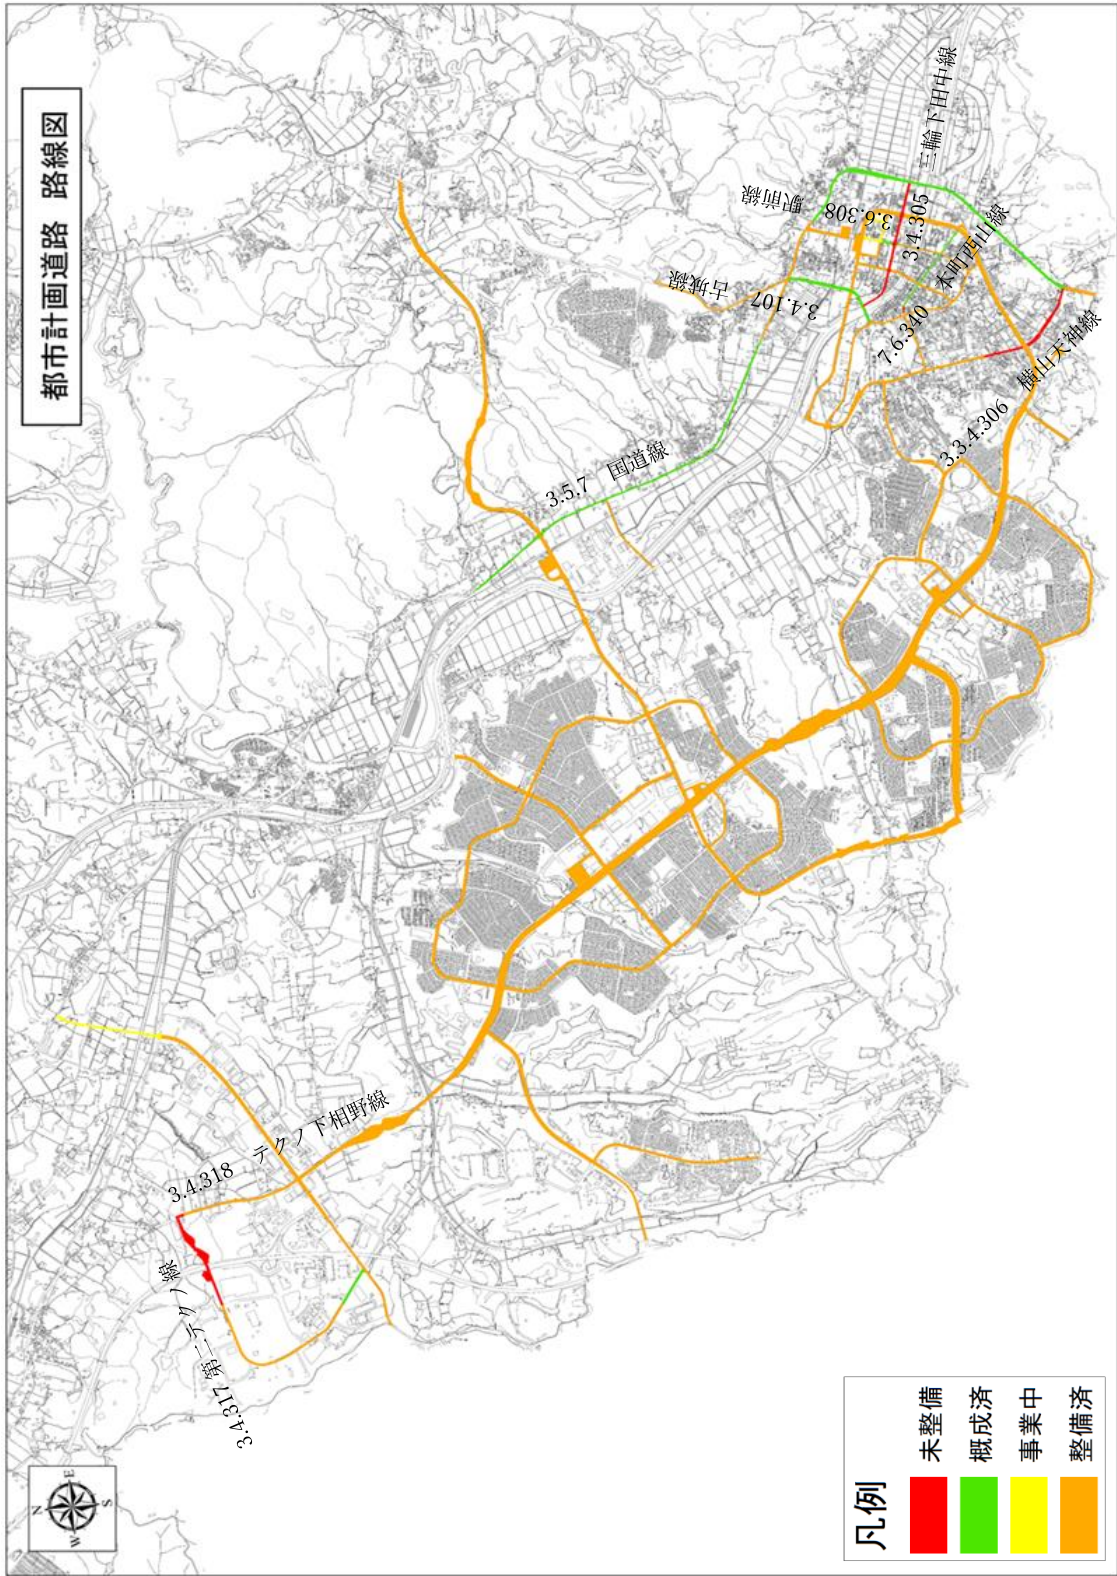 都市計画道路 路線図
三輪下田中線
3.4.305
駅前線
3.6.308
古城線
3.4.107
本町西山線
7.6.340
横山天神線
3.3.4.306
3.5.7 国道線
3.4.318 テクノ下相野線
3.4.317 第二テクノ線
N
E
S
W
凡例
未整備
概成済
事業中
整備済